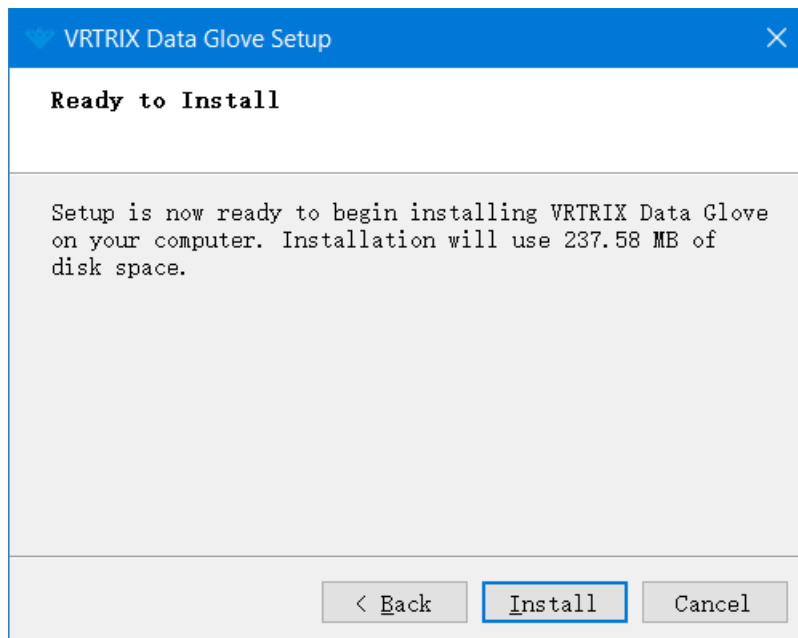 VRTRIX Data Glove Setup
Ready to Install
Setup is now ready to begin installing VRTRIX Data Glove
on your computer. Installation will use 237.58 MB of
disk space.
< Back
Install
Cancel